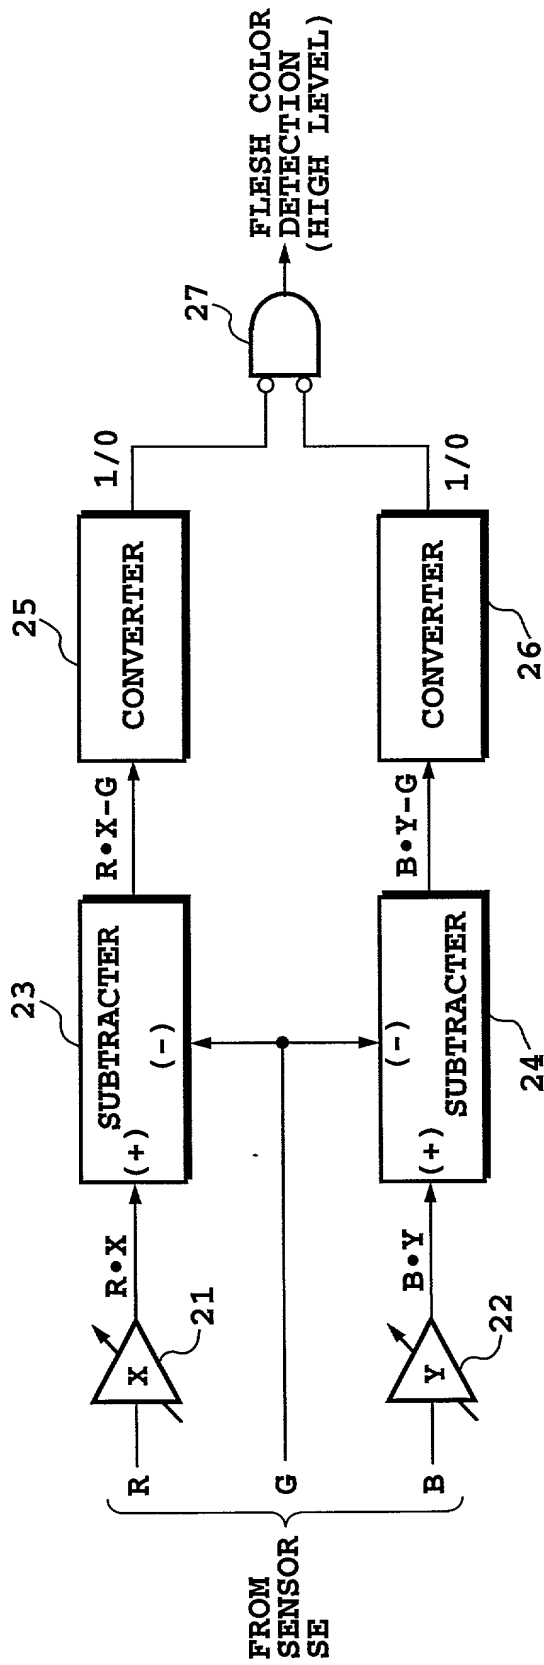 FROM
SENSOR
SE
R
G
B
X
21
Y
22
R•X
B•Y
23
SUBTRACTER
(+)
(-)
(-)
(+)
SUBTRACTER
24
R•X-G
B•Y-G
25
CONVERTER
CONVERTER
26
1/0
1/0
27
FLESH COLOR
DETECTION
(HIGH LEVEL)